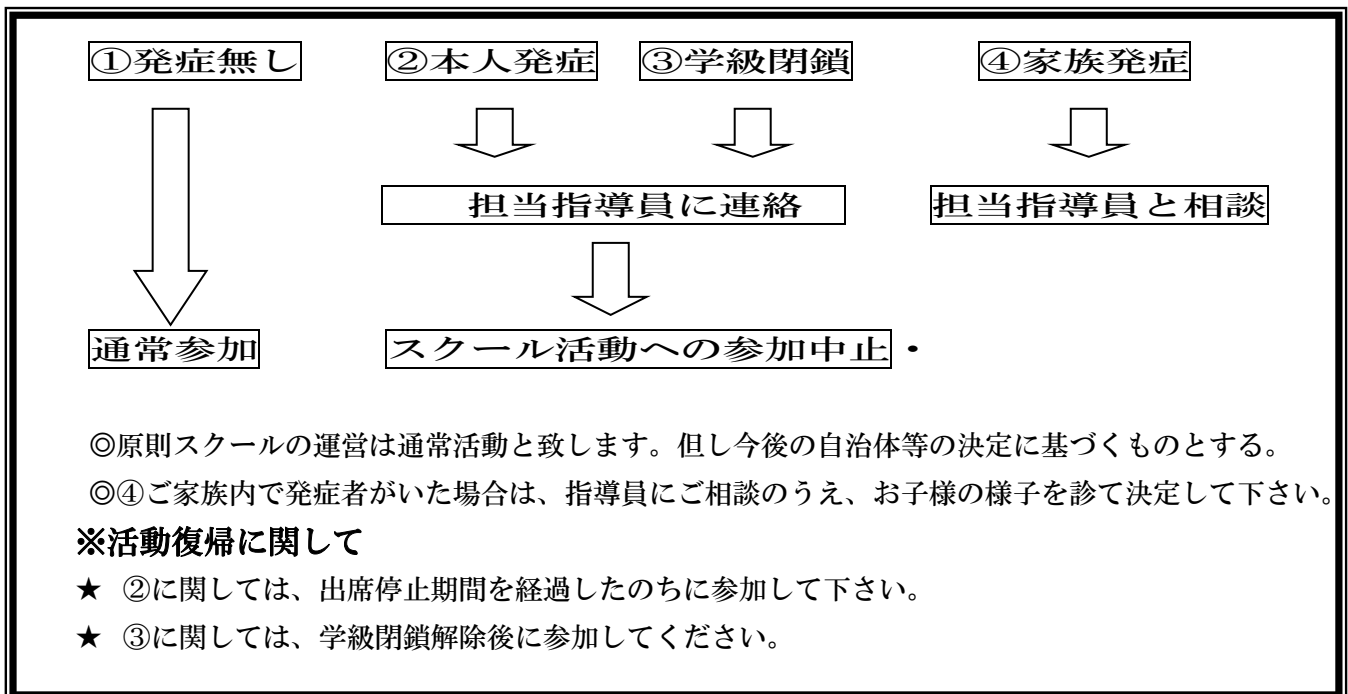 ①発症無し
②本人発症
③学級閉鎖
④家族発症
担当指導員に連絡
担当指導員と相談
通常参加
スクール活動への参加中止・
◎原則スクールの運営は通常活動と致します。但し今後の自治体等の決定に基づくものとする。
◎④ご家族内で発症者がいた場合は、指導員にご相談のうえ、お子様の様子を診て決定して下さい。
※活動復帰に関して
★ ②に関しては、出席停止期間を経過したのちに参加して下さい。
★ ③に関しては、学級閉鎖解除後に参加してください。